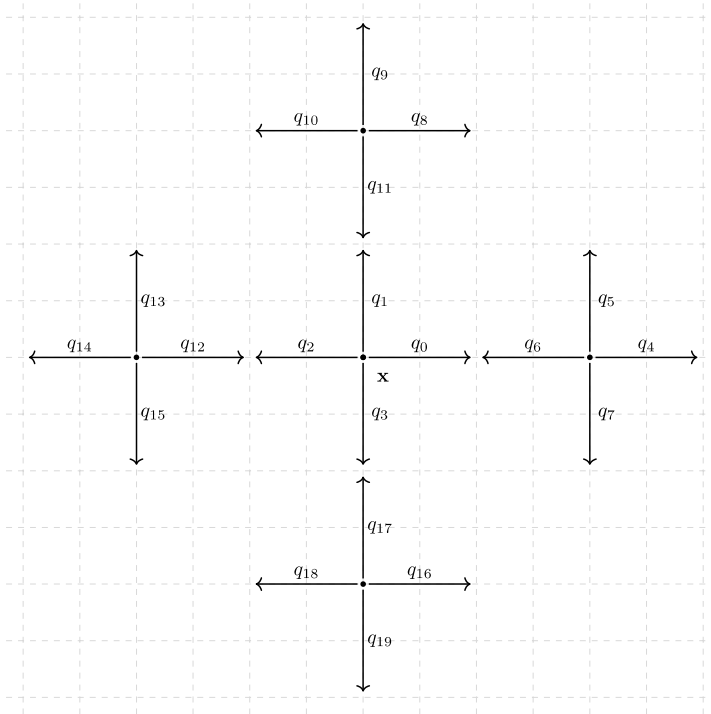 q₉
q₁₀ q₈
q₁₁
q₁₃ q₁ q₅
q₁₄ q₁₂ q₂ q₀ q₆ q₄
x
q₁₅ q₃ q₇
q₁₇
q₁₈ q₁₆
q₁₉